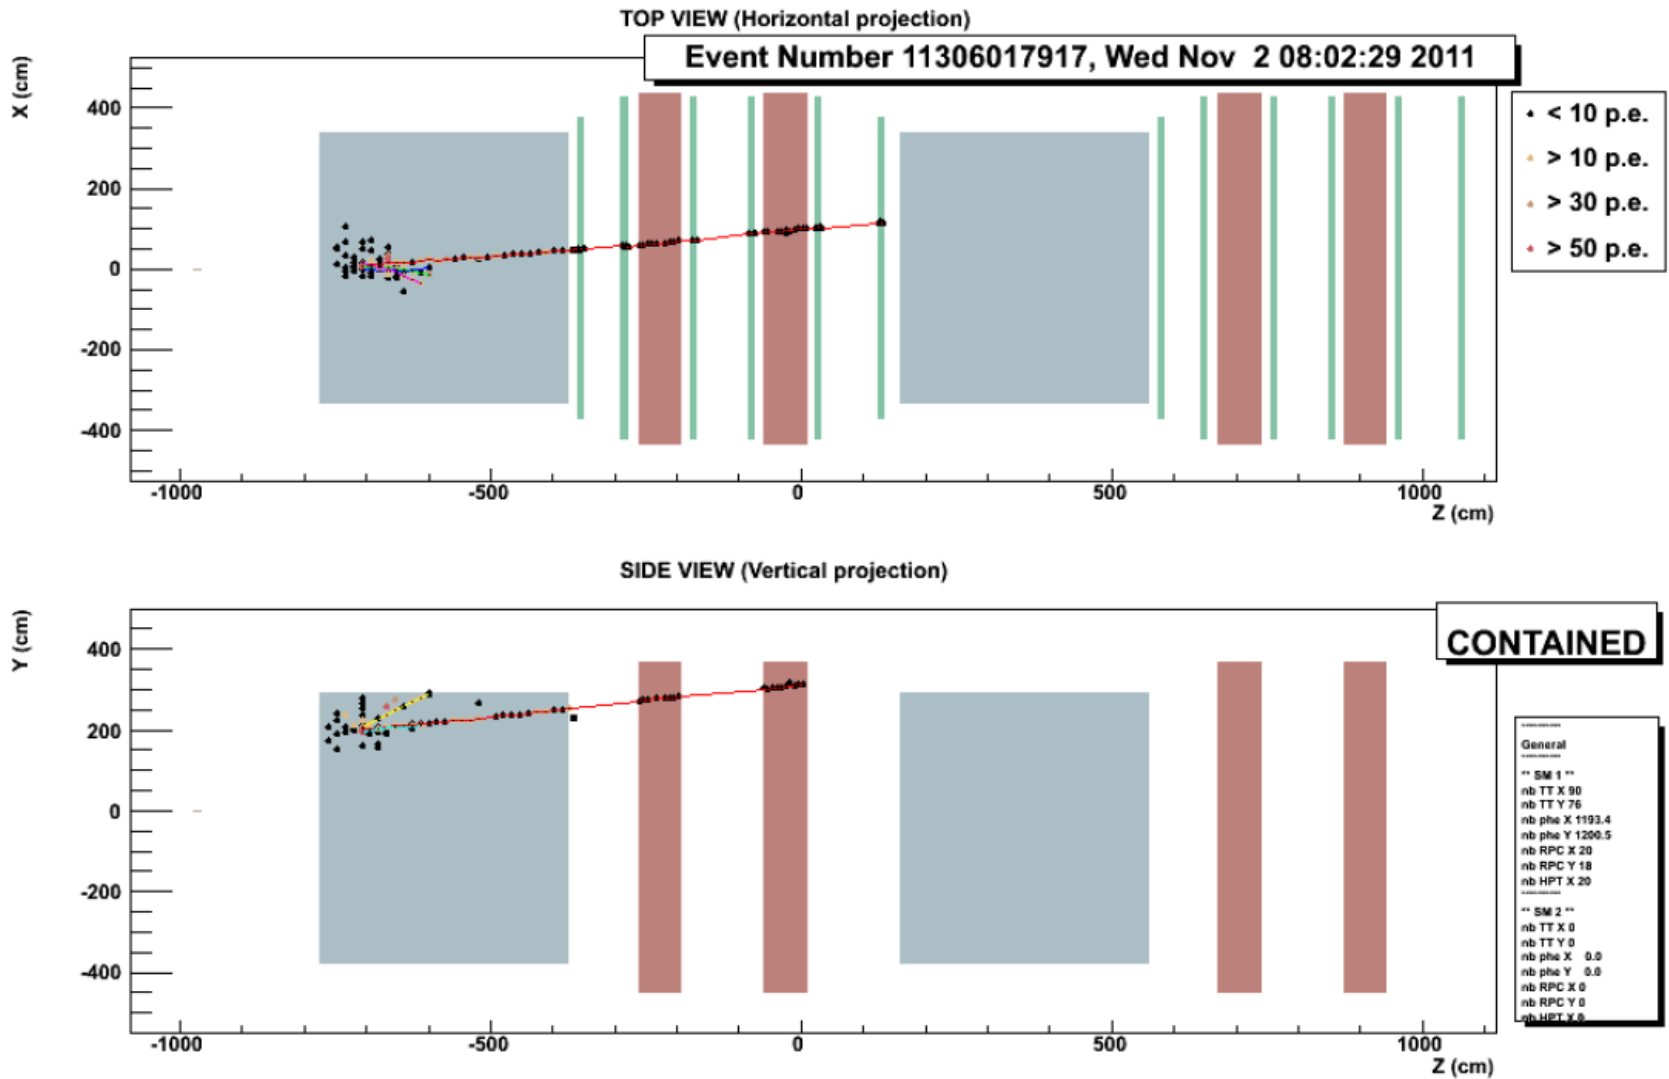 TOP VIEW (Horizontal projection)
Event Number 11306017917, Wed Nov 2 08:02:29 2011
X (cm)
400
200
0
-200
-400
-1000 -500 0 500 1000
Z (cm)
< 10 p.e.
> 10 p.e.
> 30 p.e.
> 50 p.e.
SIDE VIEW (Vertical projection)
CONTAINED
Y (cm)
400
200
0
-200
-400
-1000 -500 0 500 1000
Z (cm)
General
** SM 1 **
nb TT X 90
nb TT Y 76
nb phe X 1193.4
nb phe Y 1200.5
nb RPC X 20
nb RPC Y 18
nb HPT X 20
** SM 2 **
nb TT X 0
nb TT Y 0
nb phe X 0.0
nb phe Y 0.0
nb RPC X 0
nb RPC Y 0
nb HPT X 0